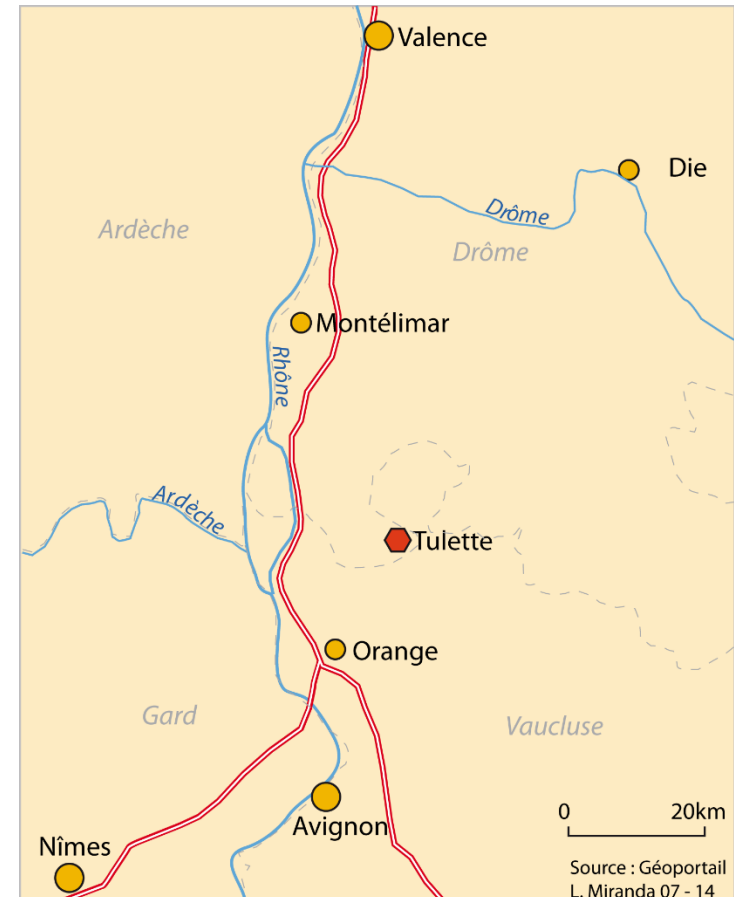 Valence
Die
Drôme
Ardèche
Drôme
Montélimar
Rhône
Ardèche
Tulette
Orange
Gard
Vaucluse
0 20km
Avignon
Nîmes
Source : Géoportail
L. Miranda 07 - 14